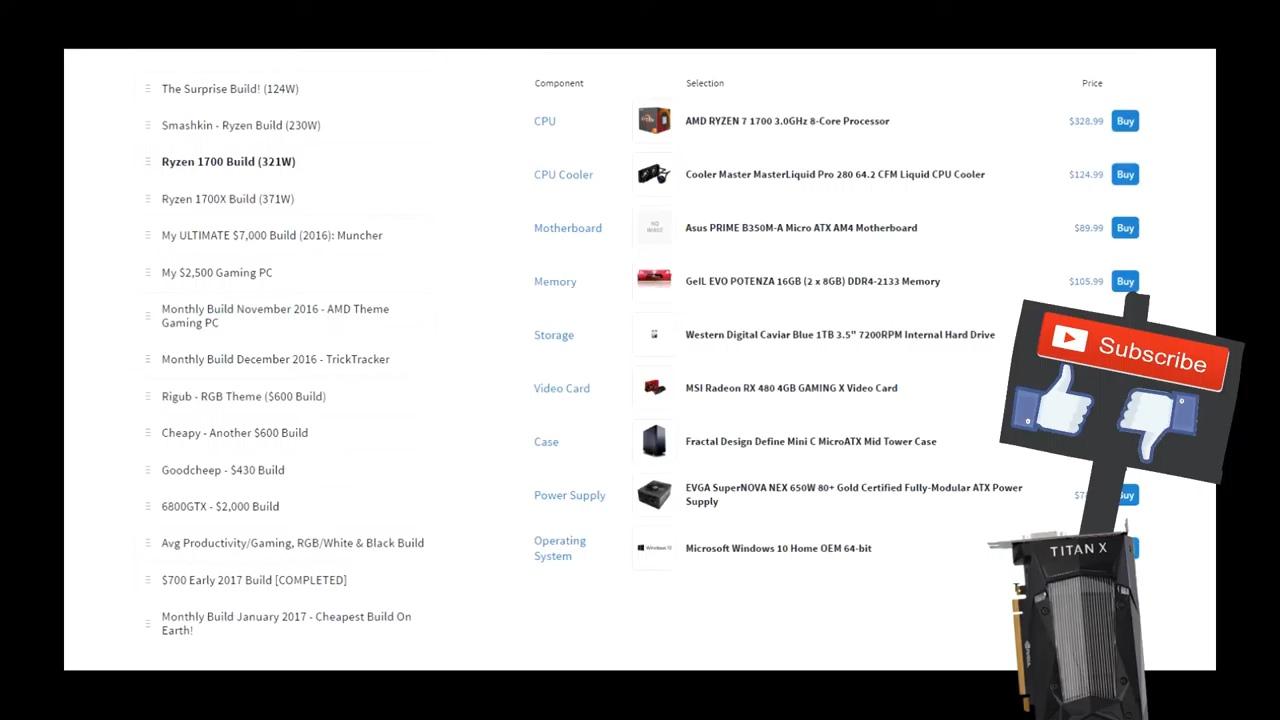 The Surprise Build! (124W)
Smashkin - Ryzen Build (230W)
Ryzen 1700 Build (321W)
Ryzen 1700X Build (371W)
My ULTIMATE $7,000 Build (2016): Muncher
My $2,500 Gaming PC
Monthly Build November 2016 - AMD Theme
Gaming PC
Monthly Build December 2016 - TrickTracker
Rigub - RGB Theme ($600 Build)
Cheapy - Another $600 Build
Goodcheep - $430 Build
6800GTX - $2,000 Build
Avg Productivity/Gaming, RGB/White & Black Build
$700 Early 2017 Build [COMPLETED]
Monthly Build January 2017 - Cheapest Build On
Earth!
Component Selection Price
CPU AMD RYZEN 7 1700 3.0GHz 8-Core Processor $328.99 Buy
CPU Cooler Cooler Master MasterLiquid Pro 280 64.2 CFM Liquid CPU Cooler $124.99 Buy
Motherboard NO IMAGE Asus PRIME B350M-A Micro ATX AM4 Motherboard $89.99 Buy
Memory GeIL EVO POTENZA 16GB (2 x 8GB) DDR4-2133 Memory $105.99 Buy
Storage Western Digital Caviar Blue 1TB 3.5" 7200RPM Internal Hard Drive
Video Card MSI Radeon RX 480 4GB GAMING X Video Card
Case Fractal Design Define Mini C MicroATX Mid Tower Case
Power Supply EVGA SuperNOVA NEX 650W 80+ Gold Certified Fully-Modular ATX Power
Supply
Operating
System Windows 10 Microsoft Windows 10 Home OEM 64-bit
Subscribe
TITAN X